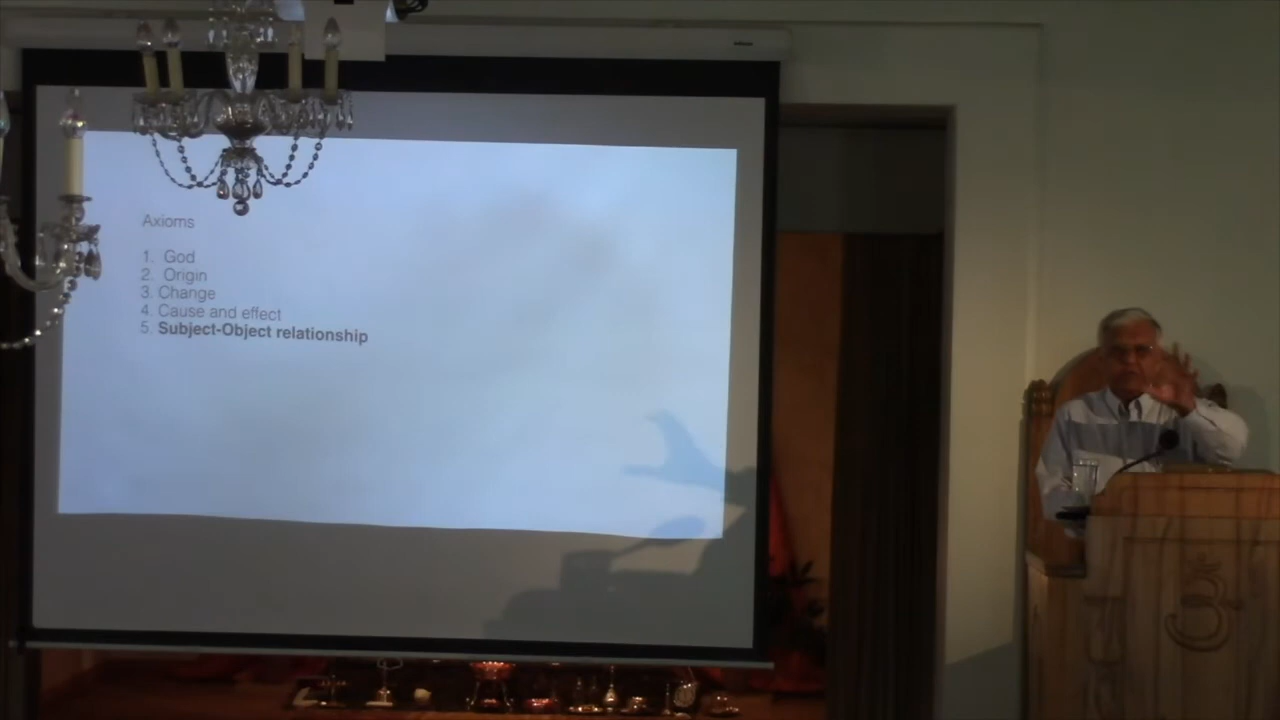 Axioms
1. God
2. Origin
3. Change
4. Cause and effect
5. Subject-Object relationship
ॐ